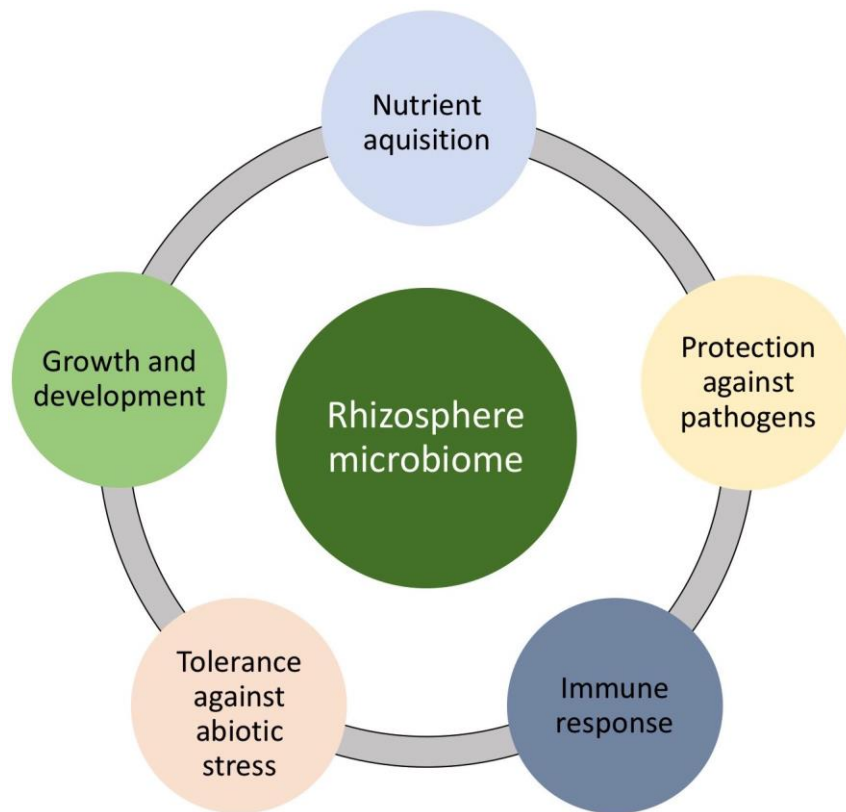 Nutrient
aquisition
Growth and
development
Protection
against
pathogens
Rhizosphere
microbiome
Tolerance
against
abiotic
stress
Immune
response